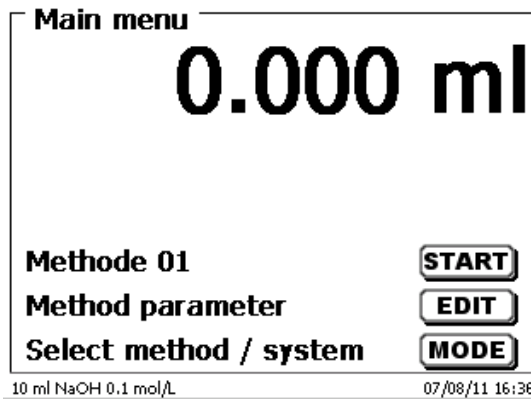 Main menu
0.000 ml
Methode 01 START
Method parameter EDIT
Select method / system MODE
10 ml NaOH 0.1 mol/L 07/08/11 16:36